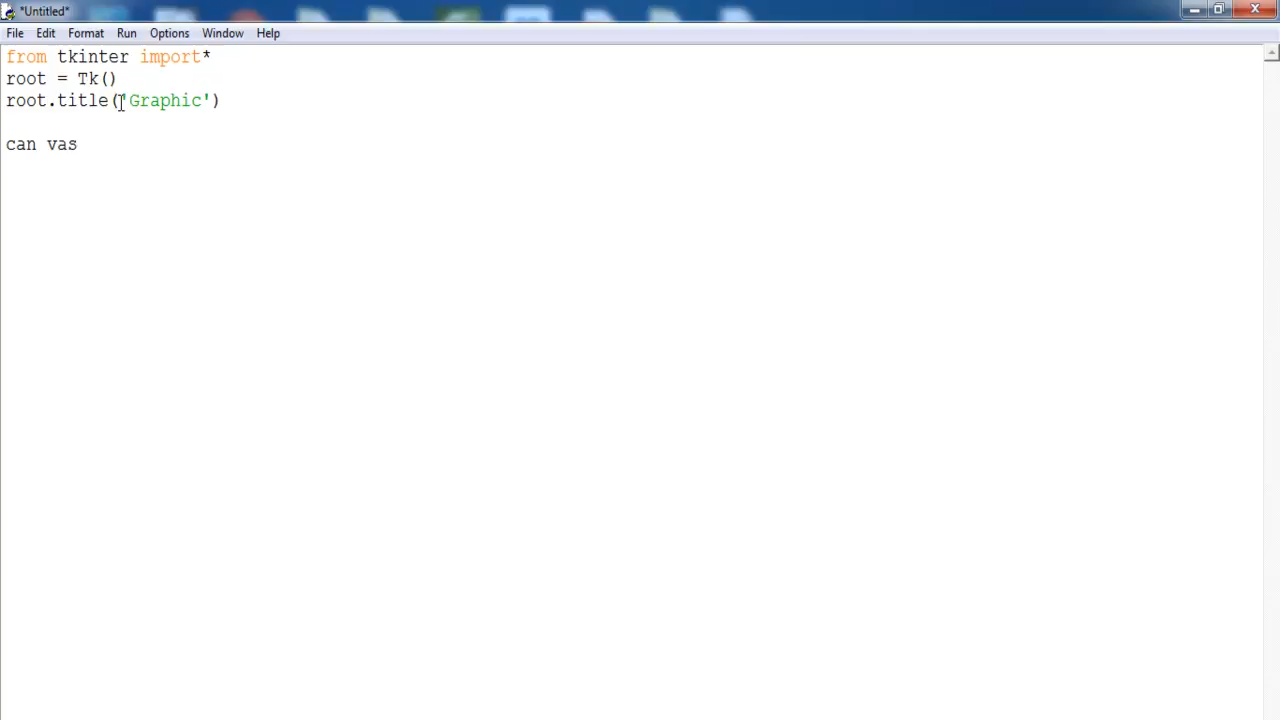 *Untitled*
File Edit Format Run Options Window Help
from tkinter import*
root = Tk()
root.title('Graphic')
can vas